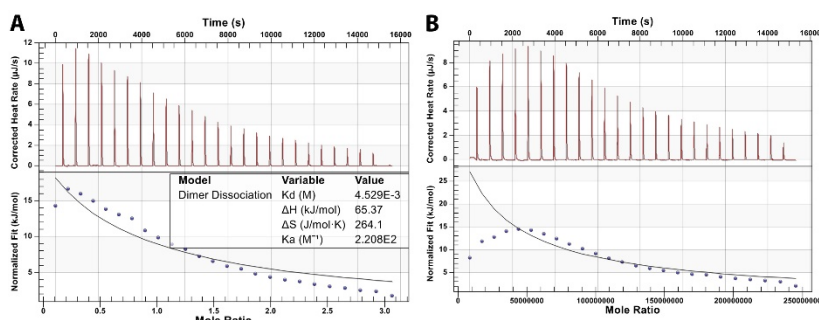 A
Time (s)
0 2000 4000 6000 8000 10000 12000 14000 16000
Corrected Heat Rate (µJ/s)
12
10
8
6
4
2
0
Model Variable Value
Dimer Dissociation Kd (M) 4.529E-3
ΔH (kJ/mol) 65.37
ΔS (J/mol·K) 264.1
Ka (M⁻¹) 2.208E2
Normalized Fit (kJ/mol)
15
10
5
0.0 0.5 1.0 1.5 2.0 2.5 3.0
Mole Ratio
B
Time (s)
0 2000 4000 6000 8000 10000 12000 14000 16000
Corrected Heat Rate (µJ/s)
8
6
4
2
0
Normalized Fit (kJ/mol)
25
20
15
10
5
0 50000000 100000000 150000000 200000000 250000000
Mole Ratio